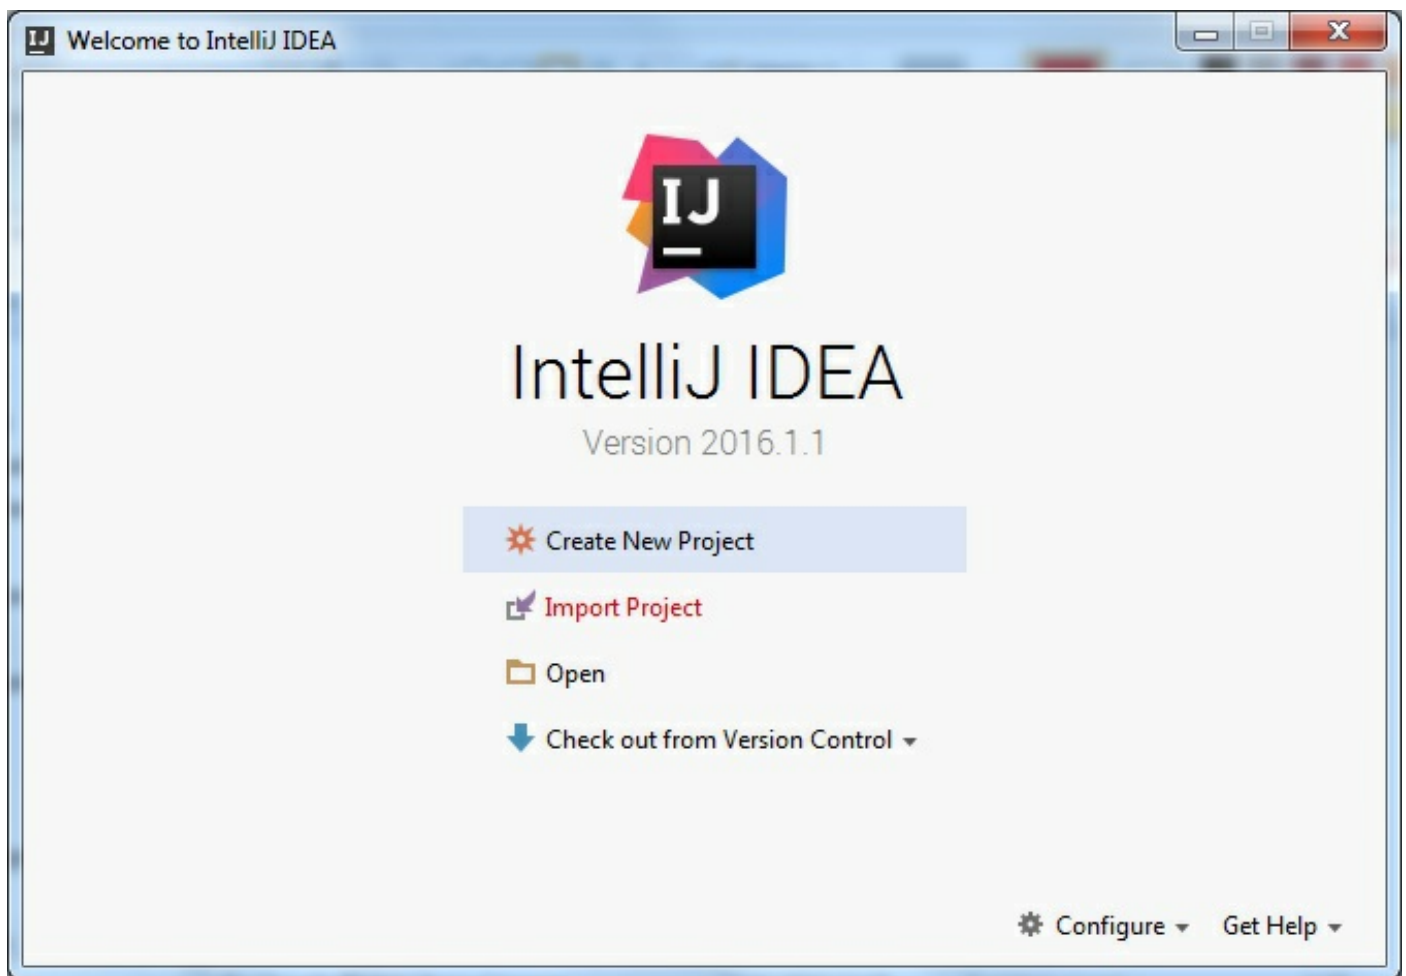 IJ Welcome to IntelliJ IDEA
IJ
IntelliJ IDEA
Version 2016.1.1
Create New Project
Import Project
Open
Check out from Version Control
Configure Get Help